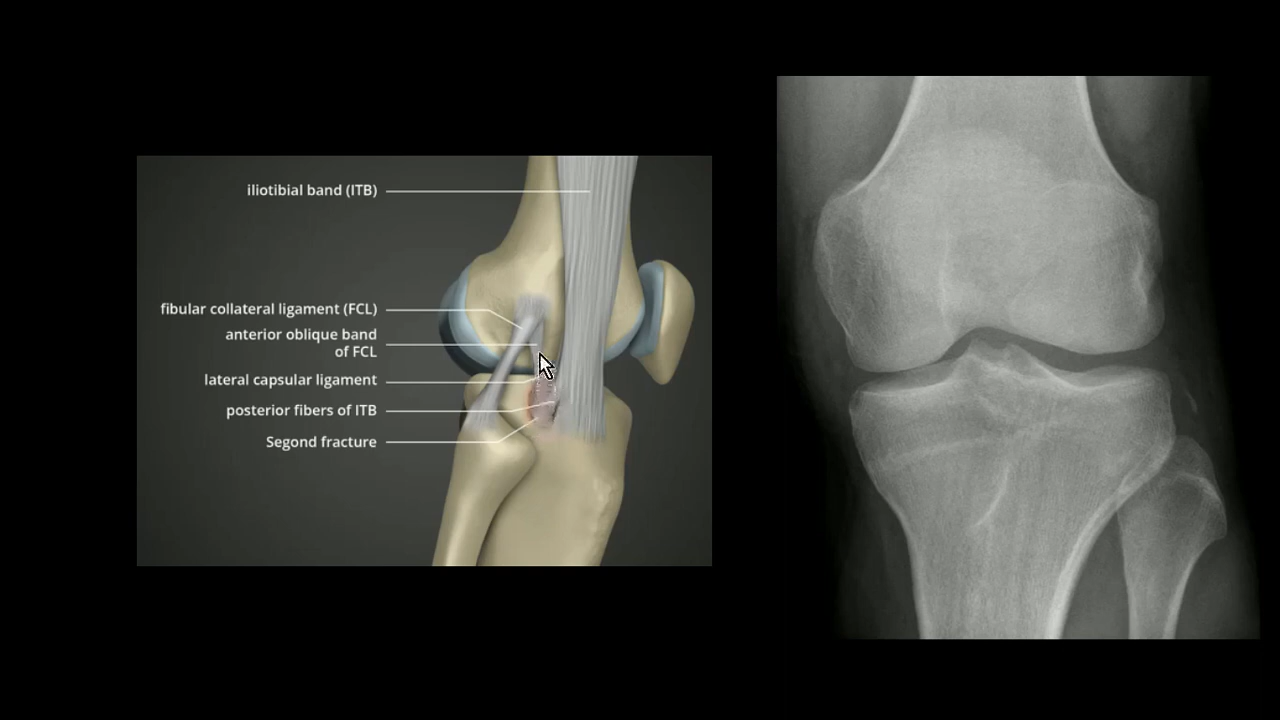 iliotibial band (ITB)
fibular collateral ligament (FCL)
anterior oblique band
of FCL
lateral capsular ligament
posterior fibers of ITB
Segond fracture